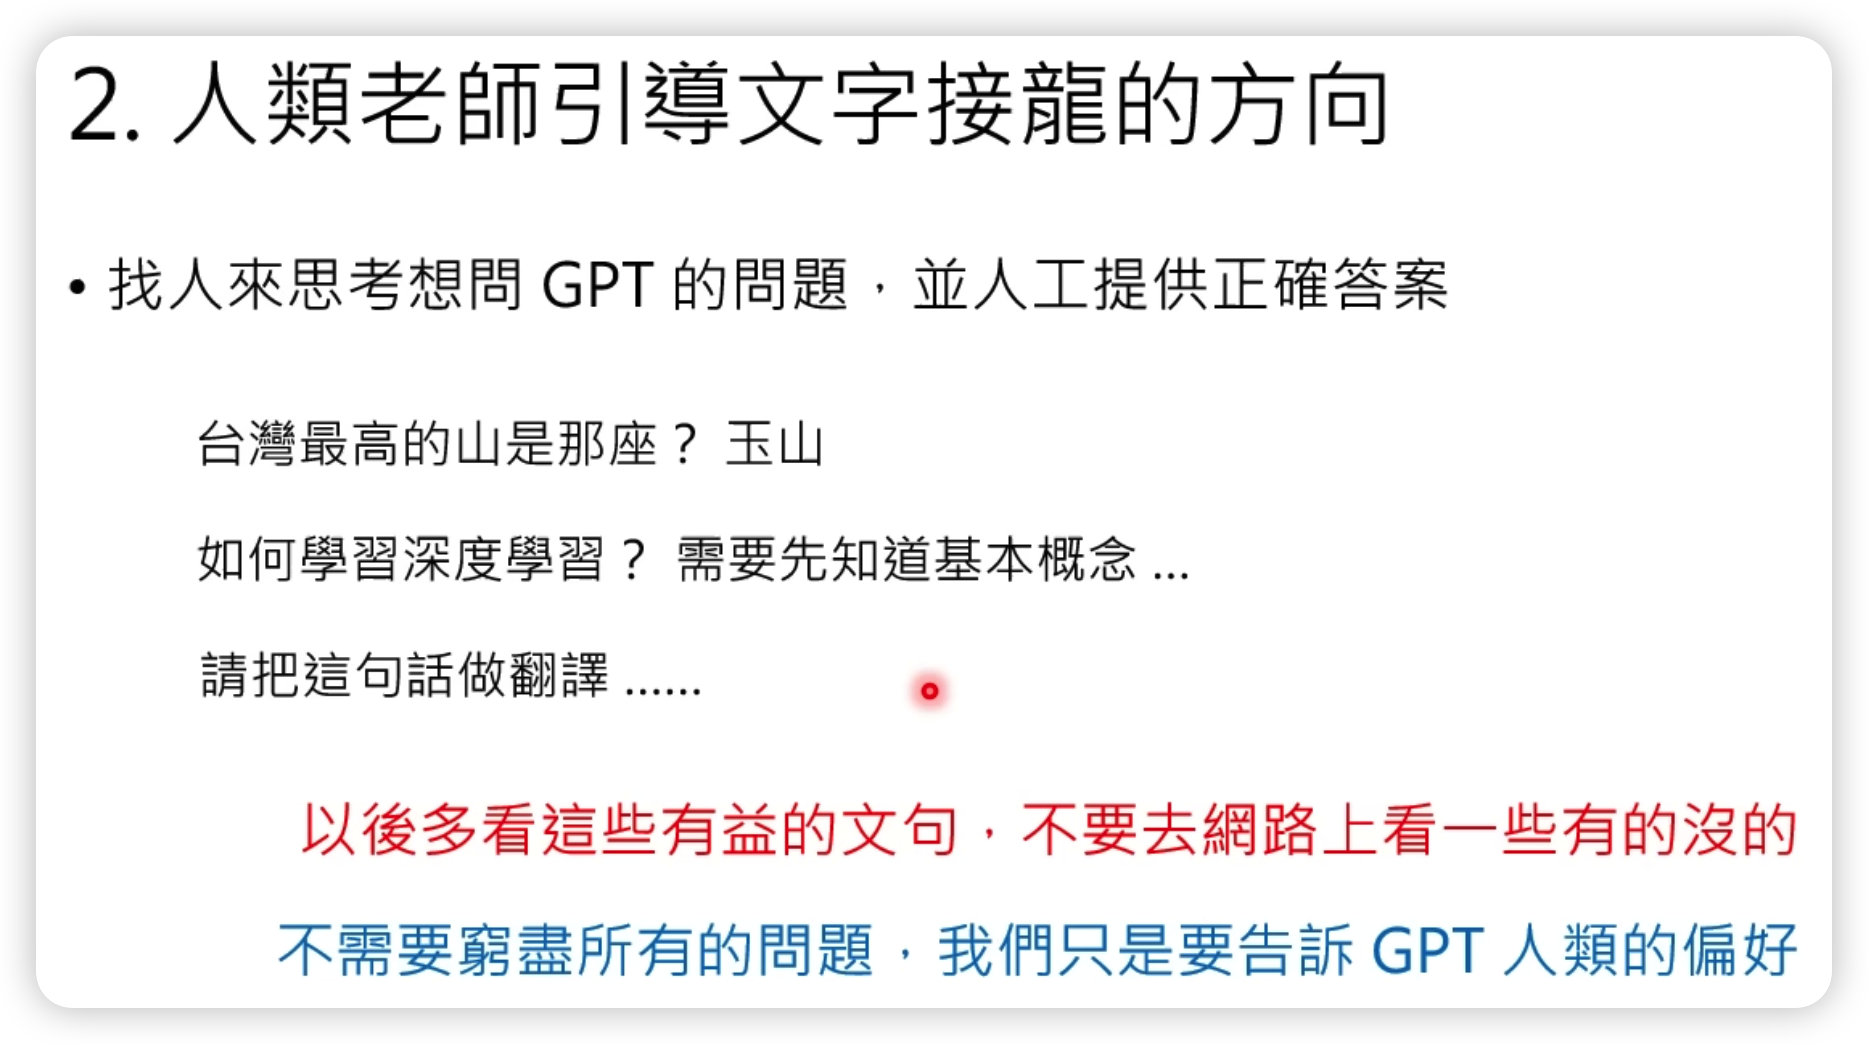 2. 人類老師引導文字接龍的方向
• 找人來思考想問 GPT 的問題，並人工提供正確答案
台灣最高的山是那座？ 玉山
如何學習深度學習？ 需要先知道基本概念 ...
請把這句話做翻譯 ......
以後多看這些有益的文句，不要去網路上看一些有的沒的
不需要窮盡所有的問題，我們只是要告訴 GPT 人類的偏好